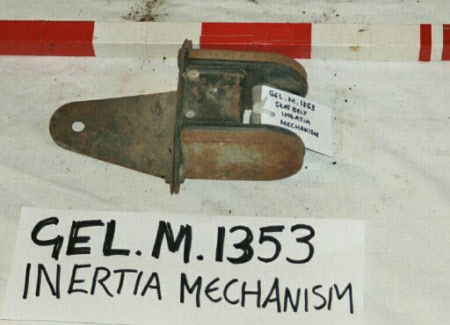 GEL.M.1353
SEAT BELT
INERTIA
MECHANISM
GEL.M.1353
INERTIA MECHANISM